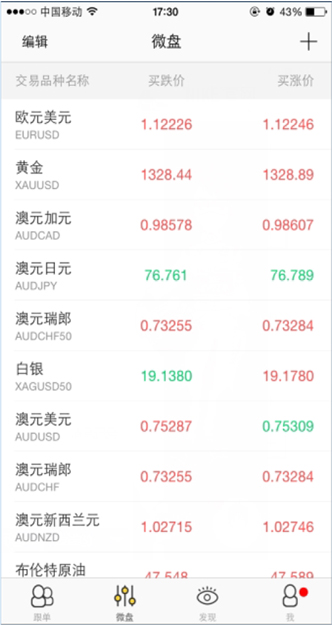 中国移动 17:30 43%
编辑 微盘
交易品种名称 买跌价 买涨价
欧元美元
EURUSD
1.12226 1.12246
黄金
XAUUSD
1328.44 1328.89
澳元加元
AUDCAD
0.98578 0.98607
澳元日元
AUDJPY
76.761 76.789
澳元瑞郎
AUDCHF50
0.73255 0.73284
白银
XAGUSD50
19.1380 19.1780
澳元美元
AUDUSD
0.75287 0.75309
澳元瑞郎
AUDCHF
0.73255 0.73284
澳元新西兰元
AUDNZD
1.02715 1.02746
布伦特原油
47.548
跟单 微盘 发现 我